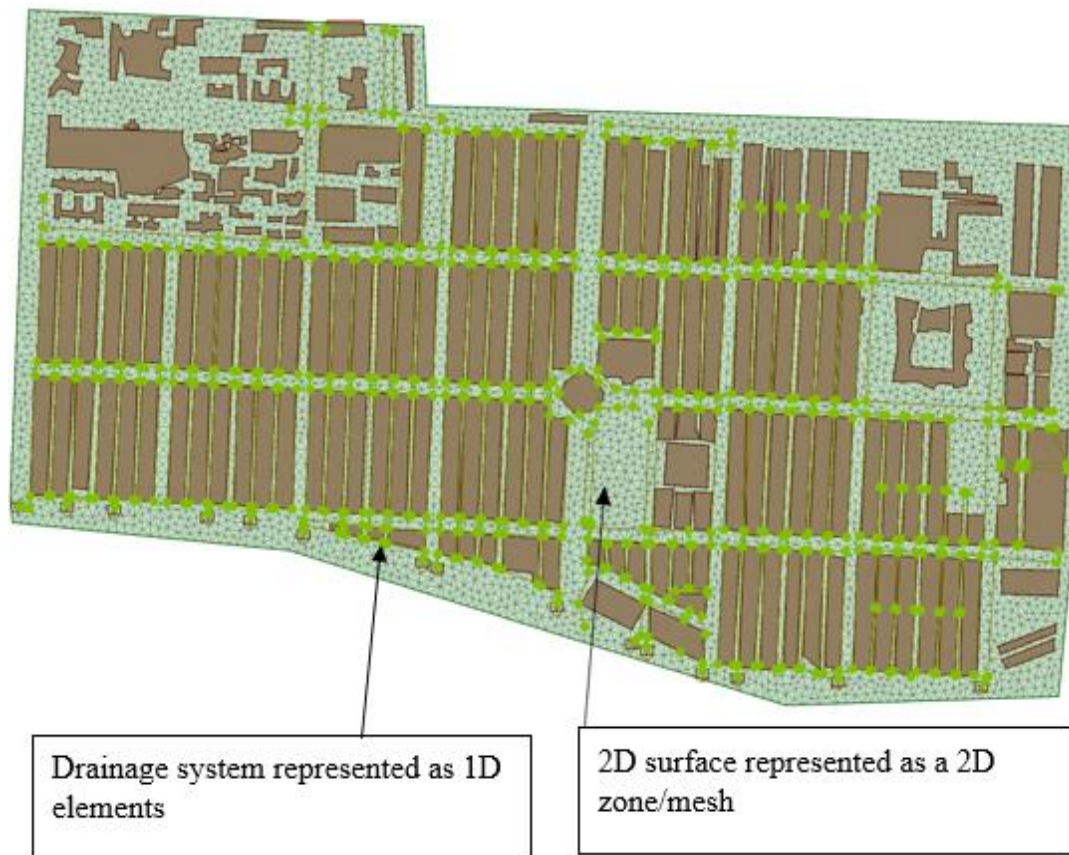 Drainage system represented as 1D
elements
2D surface represented as a 2D
zone/mesh